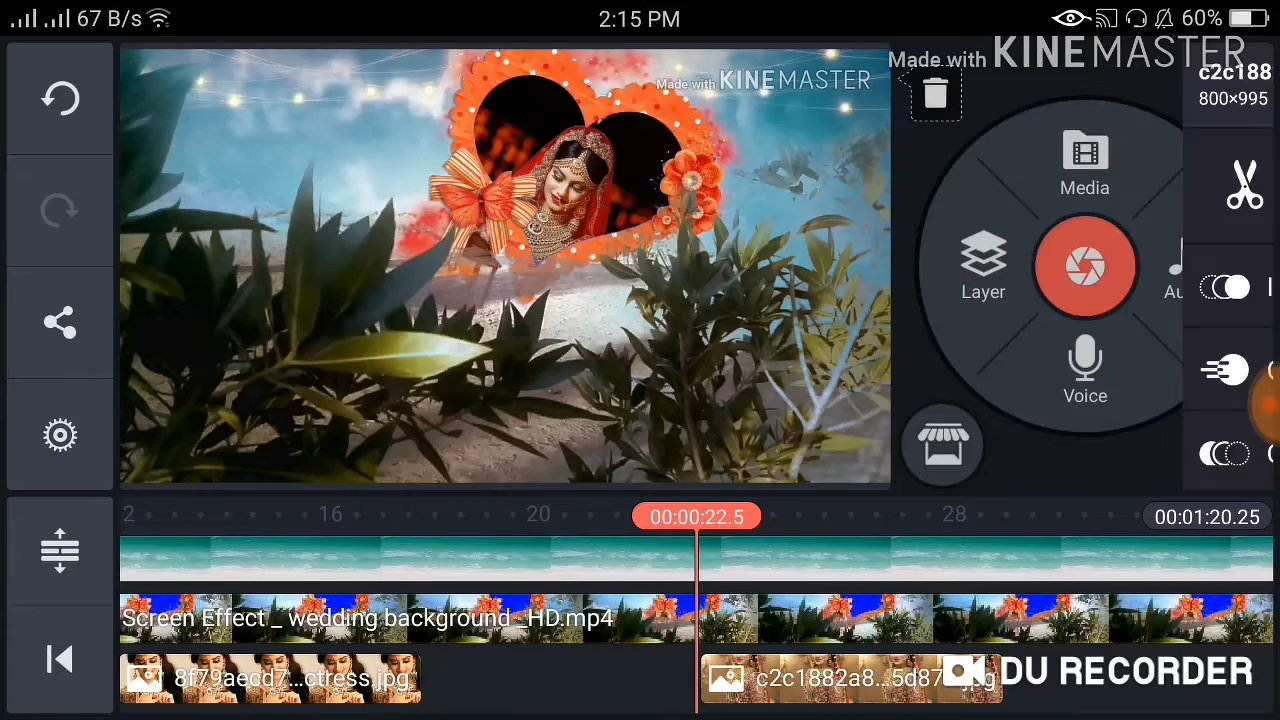 67 B/s
2:15 PM
60%
Made with KINEMASTER
Made with KINEMASTER
c2c188
800×995
Media
Layer
Au
Voice
2
16
20
00:00:22.5
28
00:01:20.25
Screen Effect _ wedding background -_HD.mp4
8f79aecd7...ctress.jpg
c2c1882a8...5d87
jpg
DU RECORDER